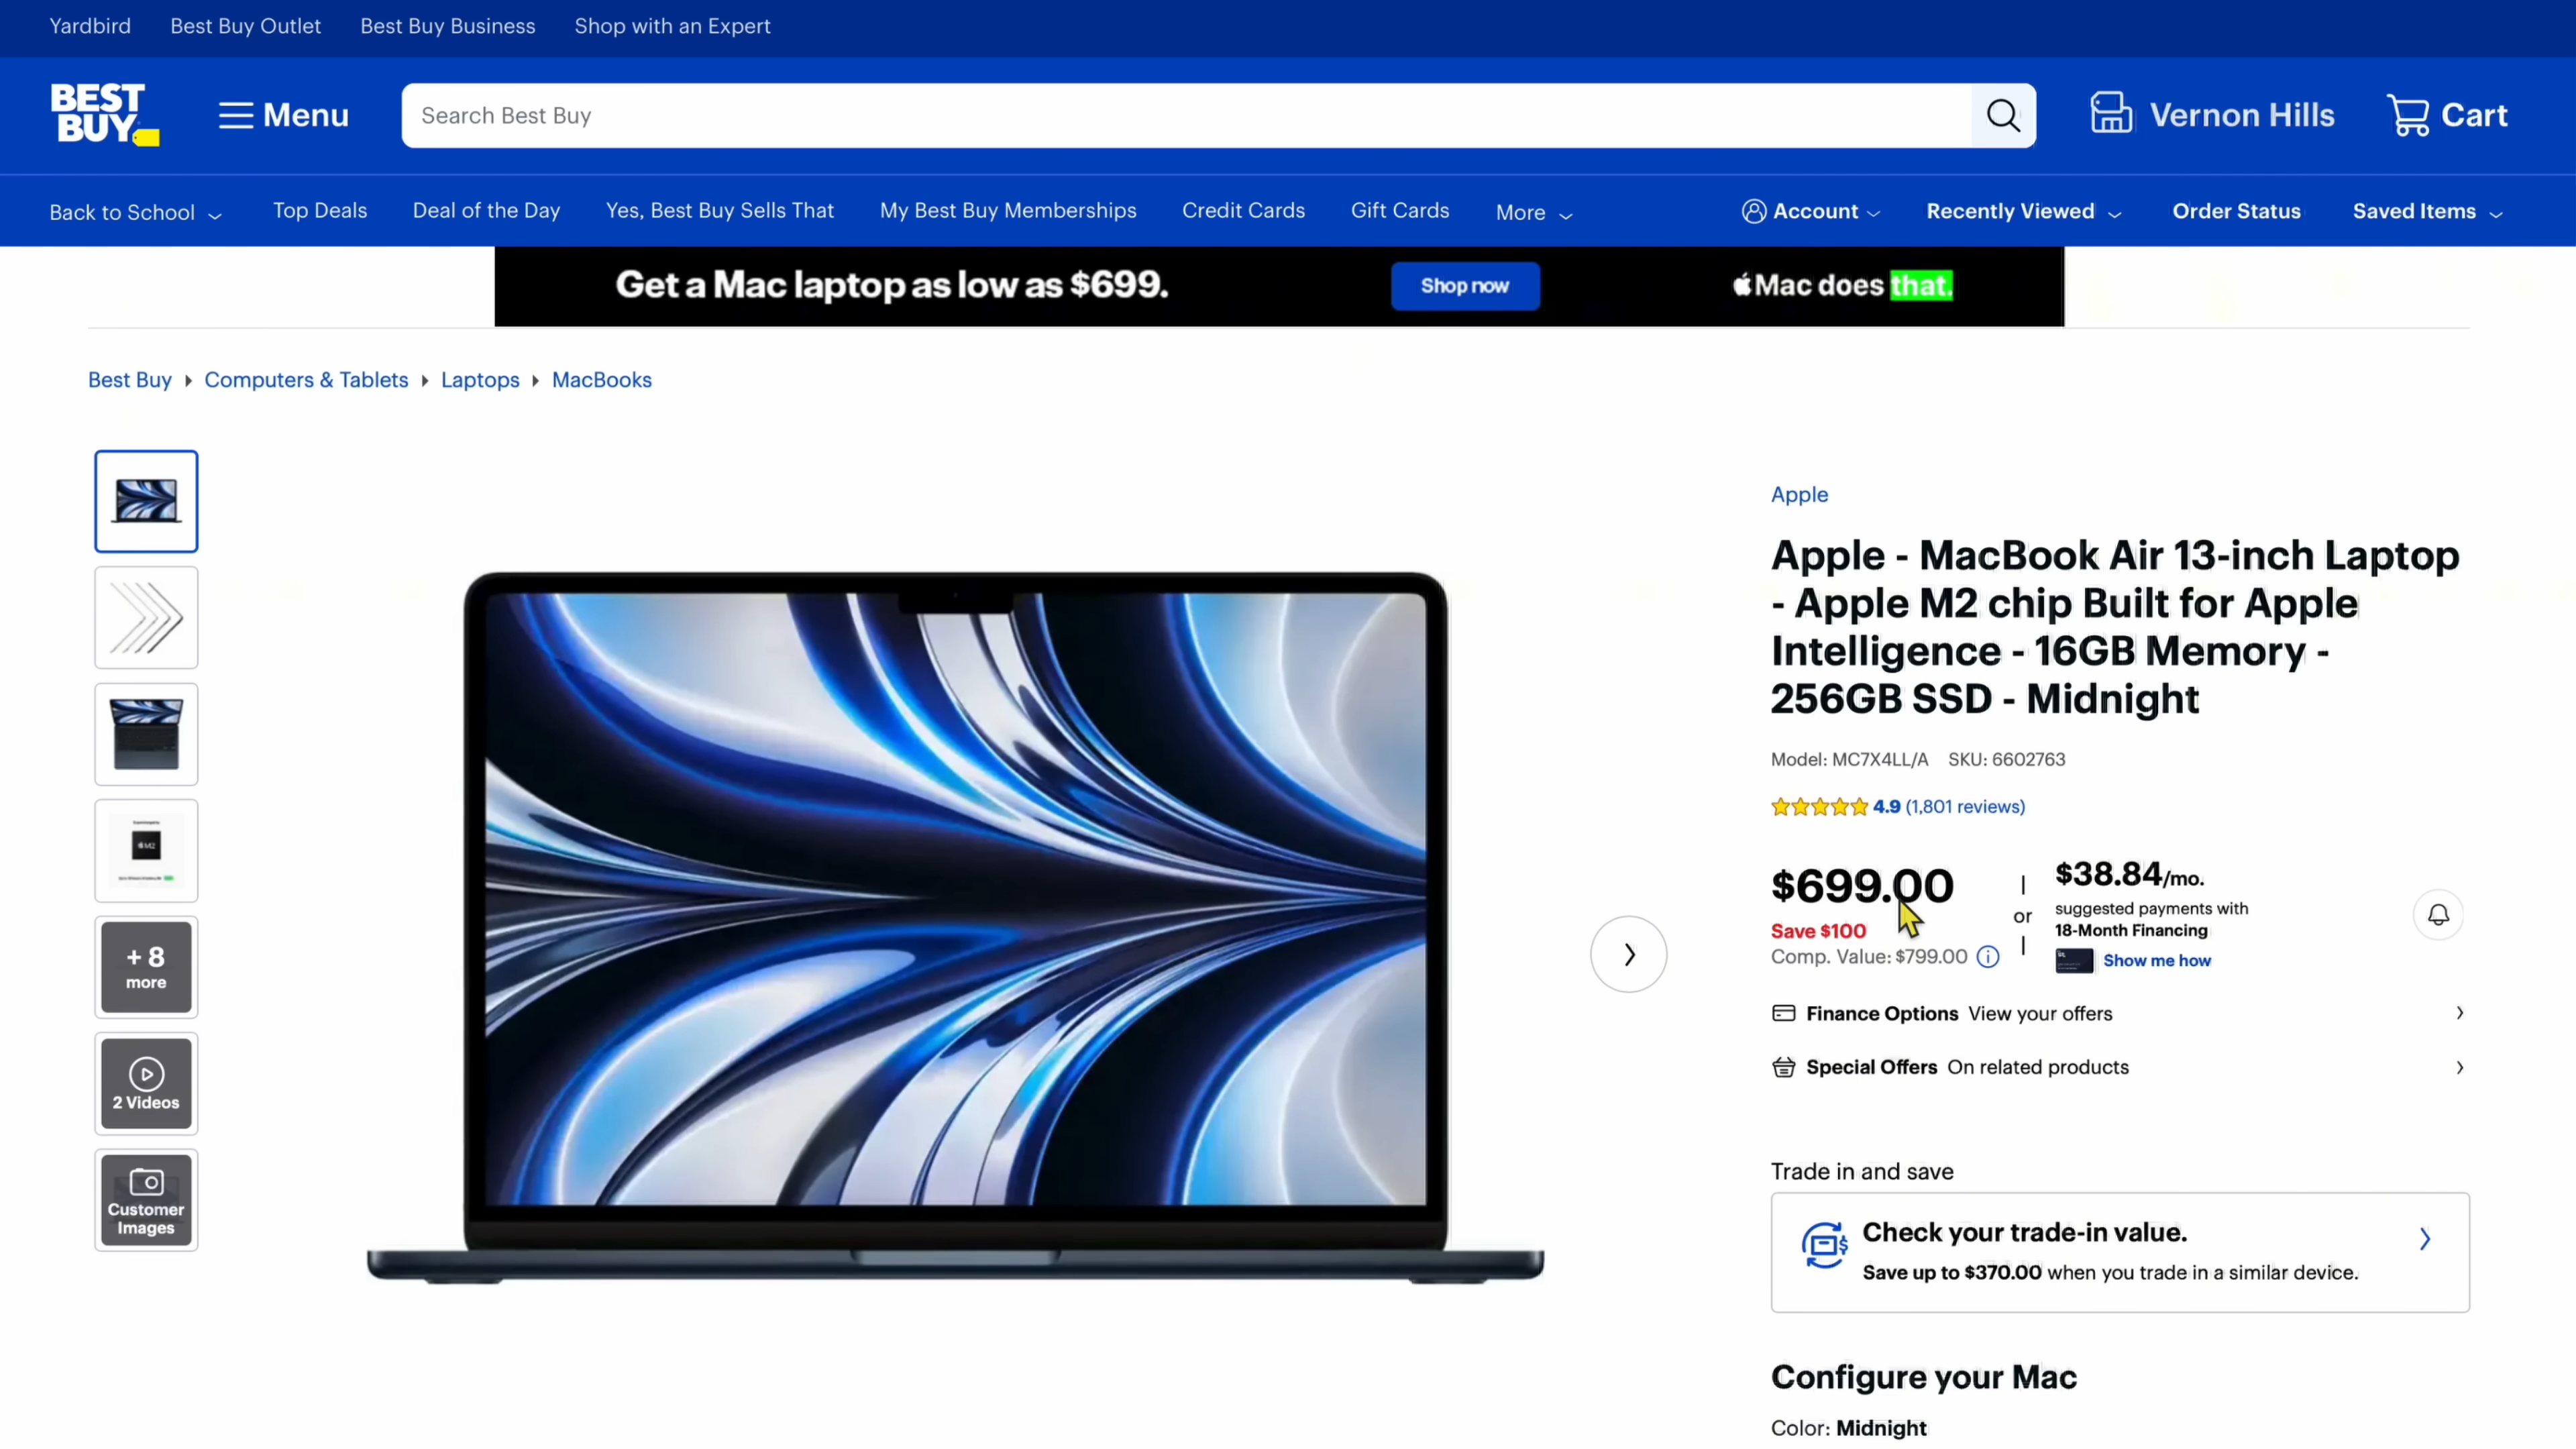 Yardbird Best Buy Outlet Best Buy Business Shop with an Expert
BEST
BUY
Menu
Search Best Buy
Vernon Hills
Cart
Back to School Top Deals Deal of the Day Yes, Best Buy Sells That My Best Buy Memberships Credit Cards Gift Cards More Account Recently Viewed Order Status Saved Items
Get a Mac laptop as low as $699. Shop now Mac does that.
Best Buy Computers & Tablets Laptops MacBooks
M2
+ 8
more
2 Videos
Customer
Images
Apple
Apple - MacBook Air 13-inch Laptop
- Apple M2 chip Built for Apple
Intelligence - 16GB Memory -
256GB SSD - Midnight
Model: MC7X4LL/A SKU: 6602763
4.9 (1,801 reviews)
$699.00
Save $100
Comp. Value: $799.00
or
$38.84/mo.
suggested payments with
18-Month Financing
Show me how
Finance Options View your offers
Special Offers On related products
Trade in and save
Check your trade-in value.
Save up to $370.00 when you trade in a similar device.
Configure your Mac
Color: Midnight